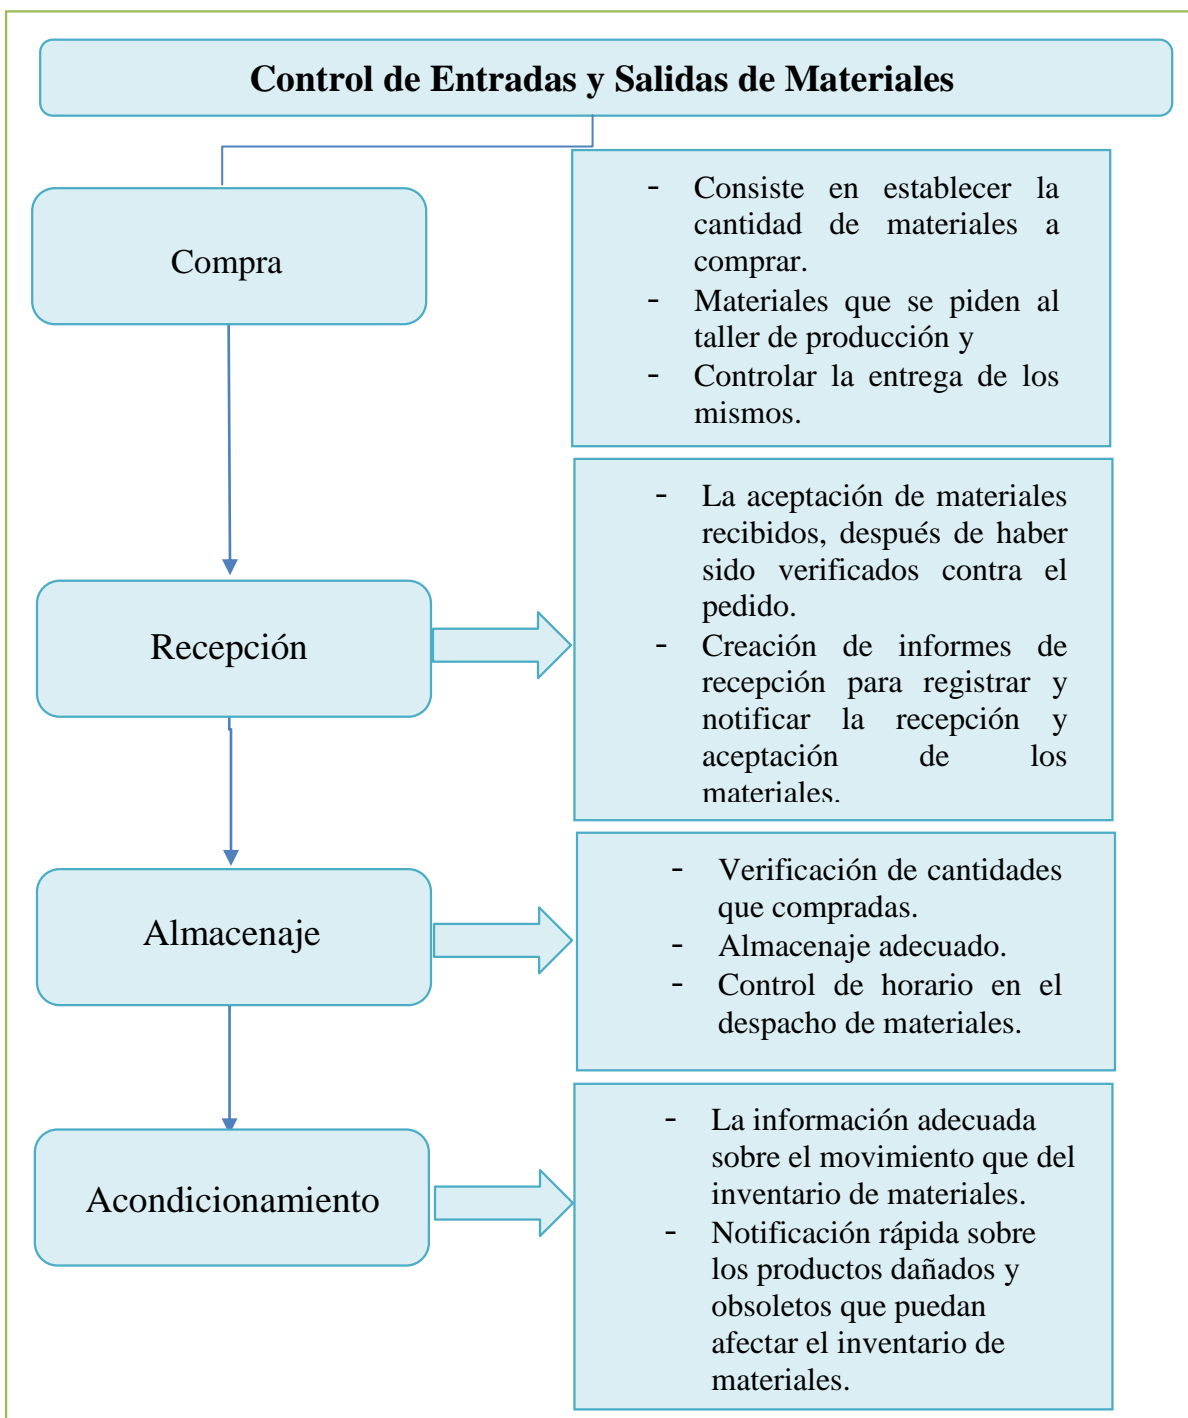 Control de Entradas y Salidas de Materiales
Compra
- Consiste en establecer la
cantidad de materiales a
comprar.
- Materiales que se piden al
taller de producción y
- Controlar la entrega de los
mismos.
Recepción
- La aceptación de materiales
recibidos, después de haber
sido verificados contra el
pedido.
- Creación de informes de
recepción para registrar y
notificar la recepción y
aceptación de los
materiales.
Almacenaje
- Verificación de cantidades
que compradas.
- Almacenaje adecuado.
- Control de horario en el
despacho de materiales.
Acondicionamiento
- La información adecuada
sobre el movimiento que del
inventario de materiales.
- Notificación rápida sobre
los productos dañados y
obsoletos que puedan
afectar el inventario de
materiales.